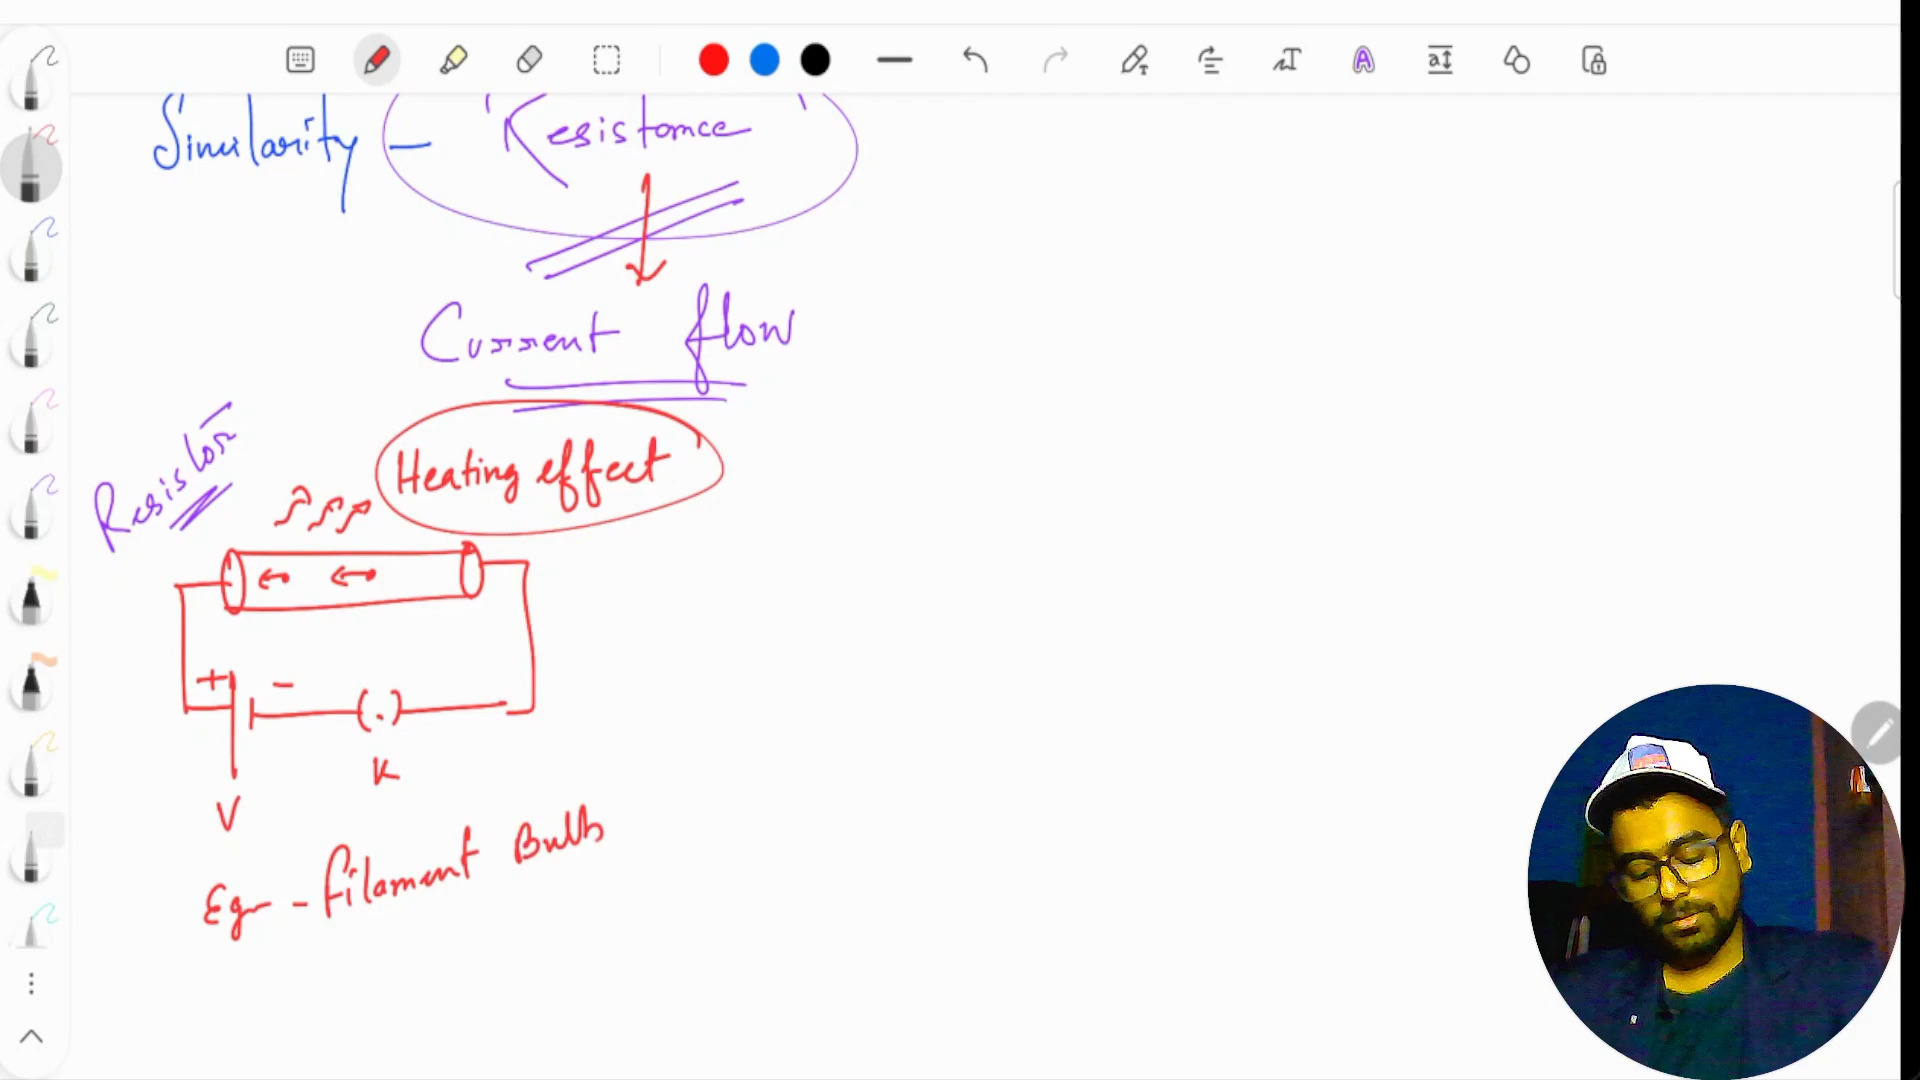 Similarity - 'Resistance'
Current flow
Resistor
Heating effect
+ -
K
V
Eg - filament Bulb